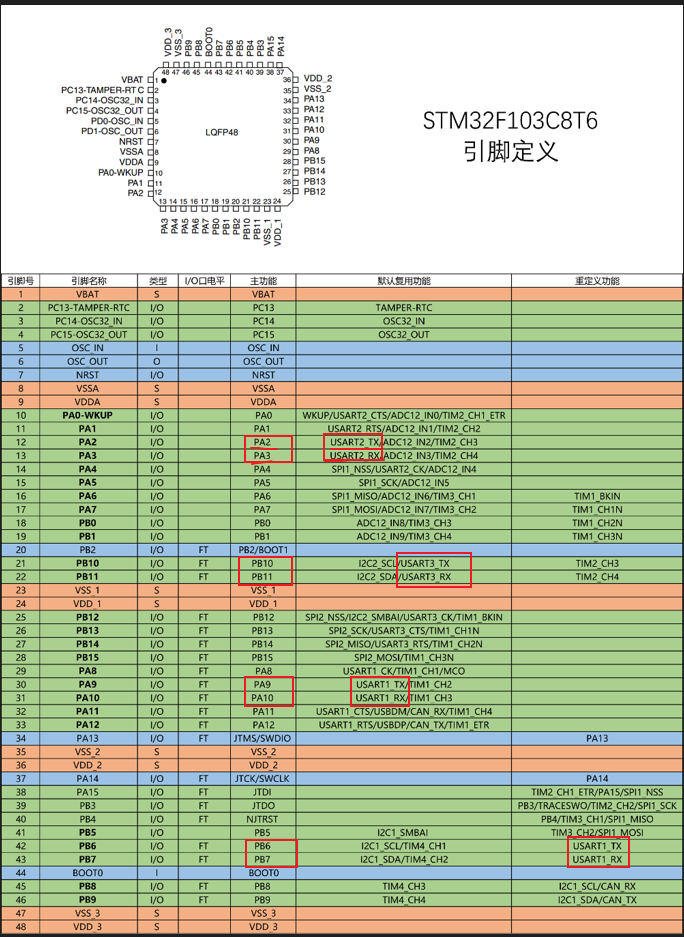 VDD_3
VSS_3
PB9
PB8
BOOT0
PB7
PB6
PB5
PB4
PB3
PA15
PA14
48 47 46 45 44 43 42 41 40 39 38 37
VBAT 1
PC13-TAMPER-RTC 2
PC14-OSC32_IN 3
PC15-OSC32_OUT 4
PD0-OSC_IN 5
PD1-OSC_OUT 6
NRST 7
VSSA 8
VDDA 9
PA0-WKUP 10
PA1 11
PA2 12
LQFP48
36 VDD_2
35 VSS_2
34 PA13
33 PA12
32 PA11
31 PA10
30 PA9
29 PA8
28 PB15
27 PB14
26 PB13
25 PB12
13 14 15 16 17 18 19 20 21 22 23 24
PA3
PA4
PA5
PA6
PA7
PB0
PB1
PB2
PB10
PB11
VSS_1
VDD_1
STM32F103C8T6
引脚定义
引脚号 引脚名称 类型 I/O口电平 主功能 默认复用功能 重定义功能
1 VBAT S VBAT
2 PC13-TAMPER-RTC I/O PC13 TAMPER-RTC
3 PC14-OSC32_IN I/O PC14 OSC32_IN
4 PC15-OSC32_OUT I/O PC15 OSC32_OUT
5 OSC_IN I OSC_IN
6 OSC_OUT O OSC_OUT
7 NRST I/O NRST
8 VSSA S VSSA
9 VDDA S VDDA
10 PA0-WKUP I/O PA0 WKUP/USART2_CTS/ADC12_IN0/TIM2_CH1_ETR
11 PA1 I/O PA1 USART2_RTS/ADC12_IN1/TIM2_CH2
12 PA2 I/O PA2 USART2_TX/ADC12_IN2/TIM2_CH3
13 PA3 I/O PA3 USART2_RX/ADC12_IN3/TIM2_CH4
14 PA4 I/O PA4 SPI1_NSS/USART2_CK/ADC12_IN4
15 PA5 I/O PA5 SPI1_SCK/ADC12_IN5
16 PA6 I/O PA6 SPI1_MISO/ADC12_IN6/TIM3_CH1 TIM1_BKIN
17 PA7 I/O PA7 SPI1_MOSI/ADC12_IN7/TIM3_CH2 TIM1_CH1N
18 PB0 I/O PB0 ADC12_IN8/TIM3_CH3 TIM1_CH2N
19 PB1 I/O PB1 ADC12_IN9/TIM3_CH4 TIM1_CH3N
20 PB2 I/O FT PB2/BOOT1
21 PB10 I/O FT PB10 I2C2_SCL/USART3_TX TIM2_CH3
22 PB11 I/O FT PB11 I2C2_SDA/USART3_RX TIM2_CH4
23 VSS_1 S VSS_1
24 VDD_1 S VDD_1
25 PB12 I/O FT PB12 SPI2_NSS/I2C2_SMBAI/USART3_CK/TIM1_BKIN
26 PB13 I/O FT PB13 SPI2_SCK/USART3_CTS/TIM1_CH1N
27 PB14 I/O FT PB14 SPI2_MISO/USART3_RTS/TIM1_CH2N
28 PB15 I/O FT PB15 SPI2_MOSI/TIM1_CH3N
29 PA8 I/O FT PA8 USART1_CK/TIM1_CH1/MCO
30 PA9 I/O FT PA9 USART1_TX/TIM1_CH2
31 PA10 I/O FT PA10 USART1_RX/TIM1_CH3
32 PA11 I/O FT PA11 USART1_CTS/USBDM/CAN_RX/TIM1_CH4
33 PA12 I/O FT PA12 USART1_RTS/USBDP/CAN_TX/TIM1_ETR
34 PA13 I/O FT JTMS/SWDIO PA13
35 VSS_2 S VSS_2
36 VDD_2 S VDD_2
37 PA14 I/O FT JTCK/SWCLK PA14
38 PA15 I/O FT JTDI TIM2_CH1_ETR/PA15/SPI1_NSS
39 PB3 I/O FT JTDO PB3/TRACESWO/TIM2_CH2/SPI1_SCK
40 PB4 I/O FT NJTRST PB4/TIM3_CH1/SPI1_MISO
41 PB5 I/O PB5 I2C1_SMBAI TIM3_CH2/SPI1_MOSI
42 PB6 I/O FT PB6 I2C1_SCL/TIM4_CH1 USART1_TX
43 PB7 I/O FT PB7 I2C1_SDA/TIM4_CH2 USART1_RX
44 BOOT0 I BOOT0
45 PB8 I/O FT PB8 TIM4_CH3 I2C1_SCL/CAN_RX
46 PB9 I/O FT PB9 TIM4_CH4 I2C1_SDA/CAN_TX
47 VSS_3 S VSS_3
48 VDD_3 S VDD_3